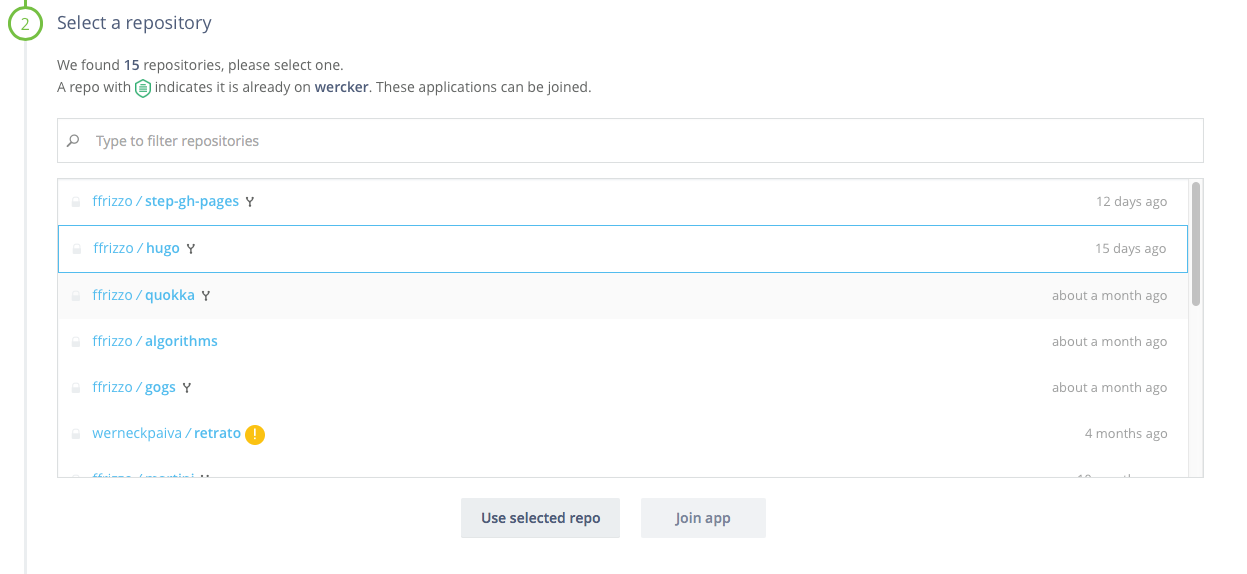 2
Select a repository
We found 15 repositories, please select one.
A repo with indicates it is already on wercker. These applications can be joined.
Type to filter repositories
ffrizzo / step-gh-pages 12 days ago
ffrizzo / hugo 15 days ago
ffrizzo / quokka about a month ago
ffrizzo / algorithms about a month ago
ffrizzo / gogs about a month ago
werneckpaiva / retrato ! 4 months ago
ffrizzo / martini
Use selected repo Join app